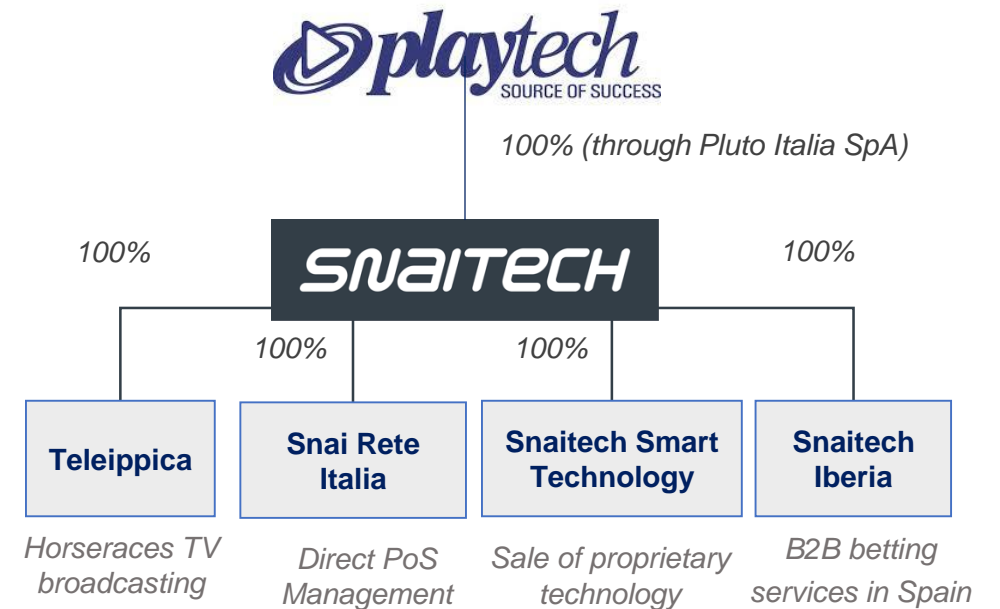 playtech
SOURCE OF SUCCESS
100% (through Pluto Italia SpA)
100%
SNAITECH
100%
100%
100%
Teleippica
Snai Rete
Italia
Snaitech Smart
Technology
Snaitech
Iberia
Horseraces TV
broadcasting
Direct PoS
Management
Sale of proprietary
technology
B2B betting
services in Spain